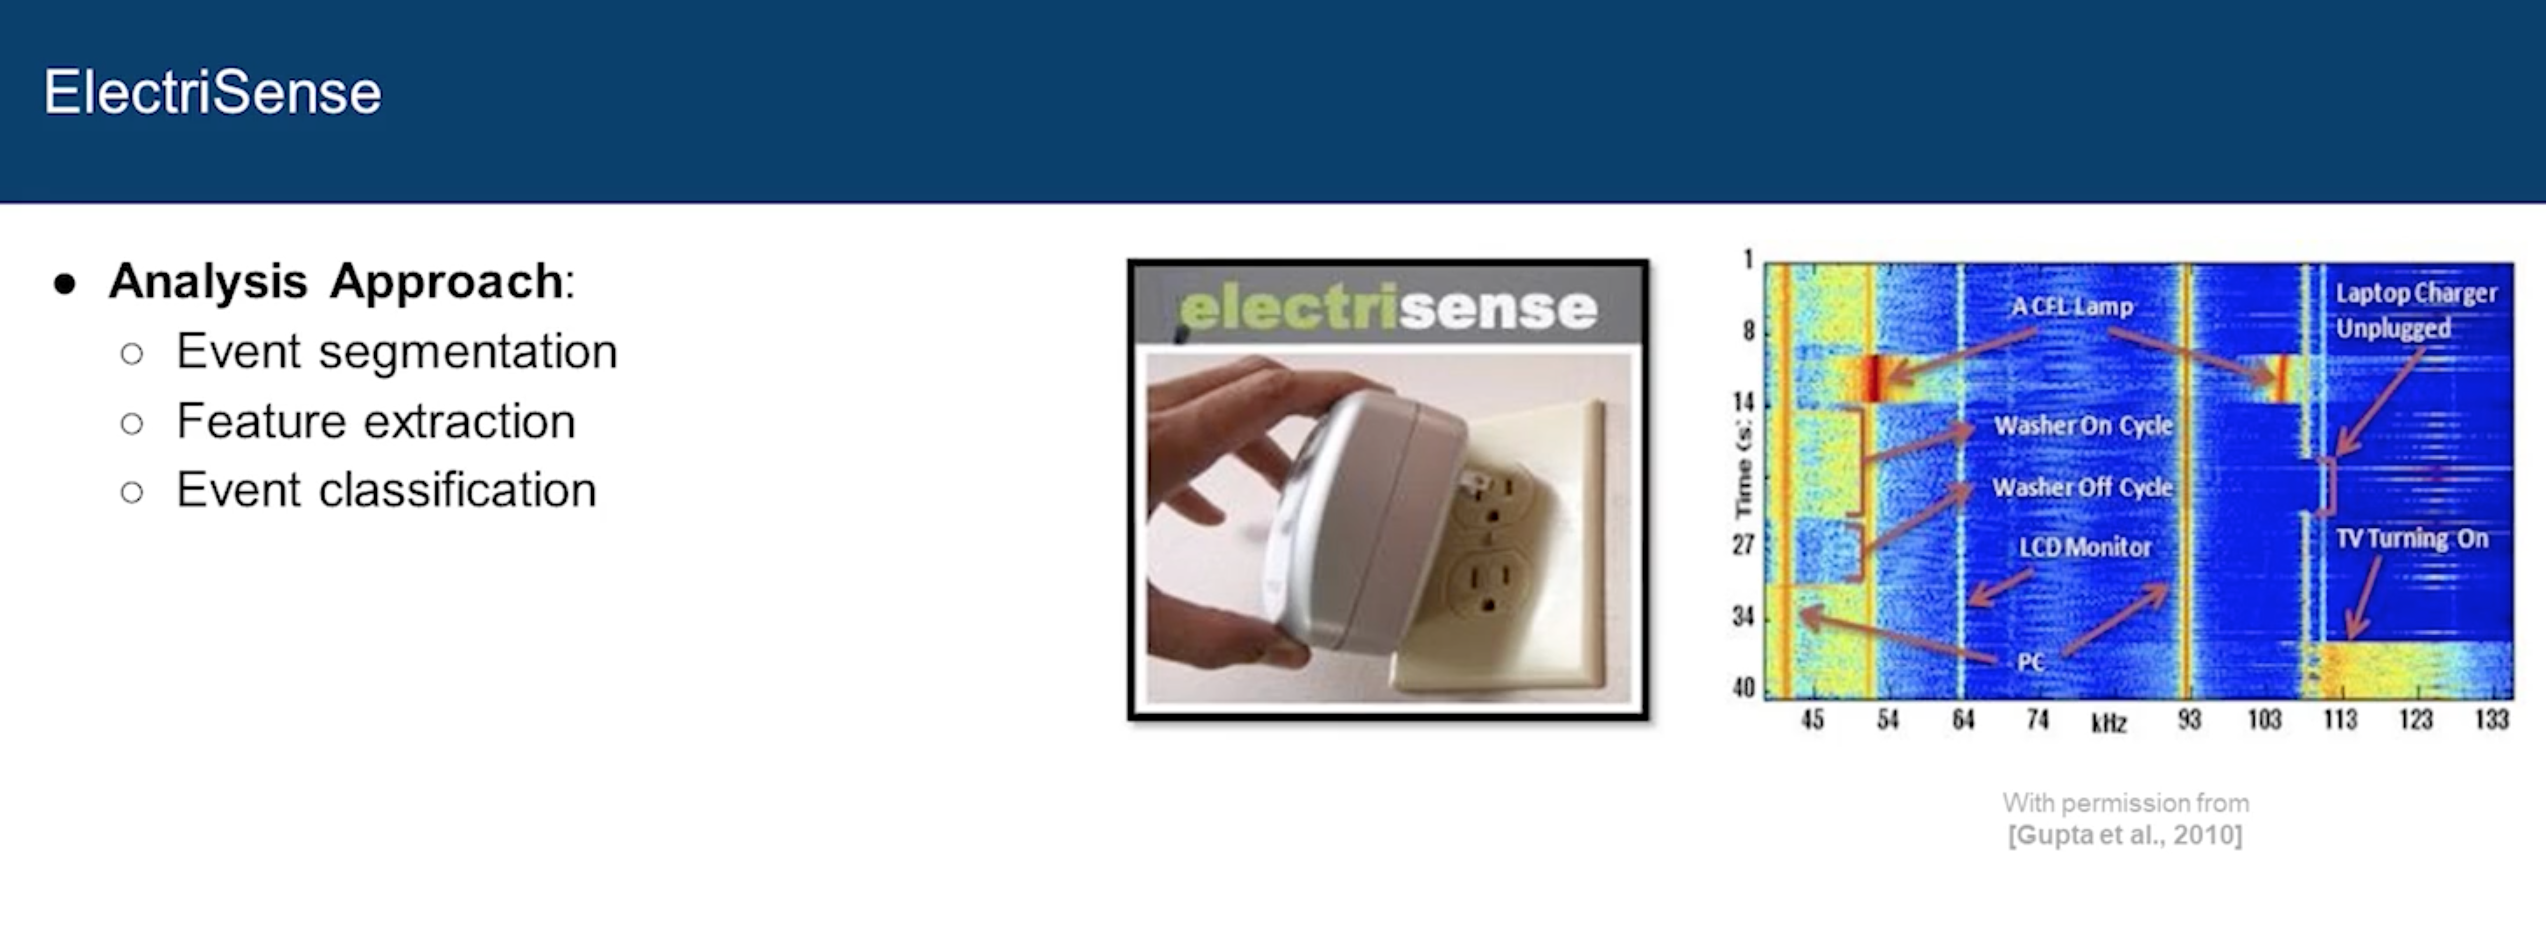 ElectriSense
● Analysis Approach:
○ Event segmentation
○ Feature extraction
○ Event classification
electrisense
1
8
14
27
34
40
Time (s)
A CFL Lamp
Laptop Charger
Unplugged
Washer On Cycle
Washer Off Cycle
LCD Monitor
TV Turning On
PC
45 54 64 74 kHz 93 103 113 123 133
With permission from
[Gupta et al., 2010]